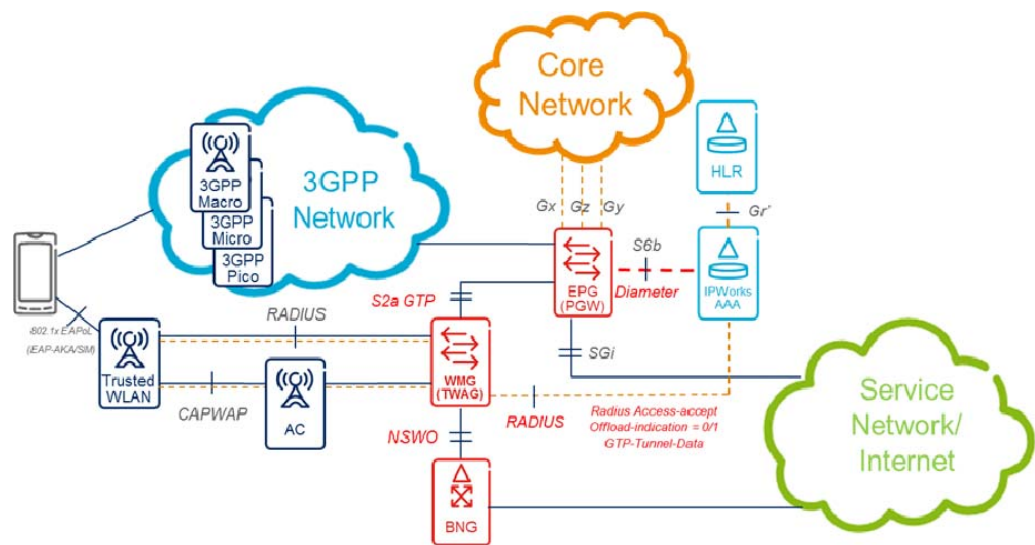 Core
Network
3GPP
Macro
3GPP
Micro
3GPP
Pico
3GPP
Network
HLR
Gx
Gz
Gy
Gr'
EPG
(PGW)
S6b
Diameter
IPWorks
AAA
S2a GTP
802.1x EAPoL
(EAP-AKA/SIM)
RADIUS
Trusted
WLAN
WMG
(TWAG)
SGi
CAPWAP
AC
NSWO
RADIUS
Radius Access-accept
Offload-indication = 0/1
GTP-Tunnel-Data
BNG
Service
Network/
Internet